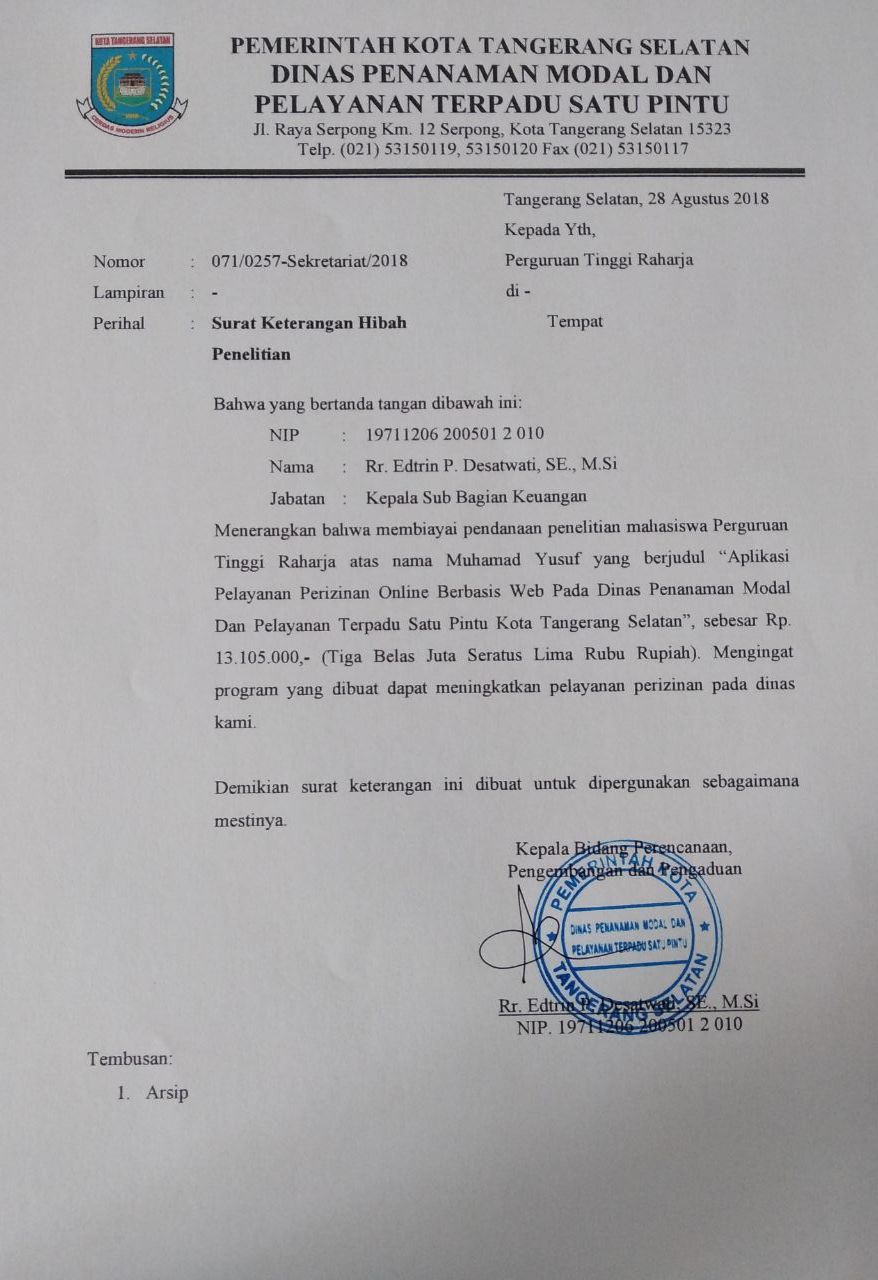 KOTA TANGERANG SELATAN
CERDAS MODERN RELIGIUS
PEMERINTAH KOTA TANGERANG SELATAN
DINAS PENANAMAN MODAL DAN
PELAYANAN TERPADU SATU PINTU
Jl. Raya Serpong Km. 12 Serpong, Kota Tangerang Selatan 15323
Telp. (021) 53150119, 53150120 Fax (021) 53150117
Tangerang Selatan, 28 Agustus 2018
Kepada Yth,
Nomor : 071/0257-Sekretariat/2018 Perguruan Tinggi Raharja
Lampiran : - di -
Perihal : Surat Keterangan Hibah Tempat
Penelitian
Bahwa yang bertanda tangan dibawah ini:
NIP : 19711206 200501 2 010
Nama : Rr. Edtrin P. Desatwati, SE., M.Si
Jabatan : Kepala Sub Bagian Keuangan
Menerangkan bahwa membiayai pendanaan penelitian mahasiswa Perguruan
Tinggi Raharja atas nama Muhamad Yusuf yang berjudul “Aplikasi
Pelayanan Perizinan Online Berbasis Web Pada Dinas Penanaman Modal
Dan Pelayanan Terpadu Satu Pintu Kota Tangerang Selatan”, sebesar Rp.
13.105.000,- (Tiga Belas Juta Seratus Lima Rubu Rupiah). Mengingat
program yang dibuat dapat meningkatkan pelayanan perizinan pada dinas
kami.
Demikian surat keterangan ini dibuat untuk dipergunakan sebagaimana
mestinya.
Kepala Bidang Perencanaan,
Pengembangan dan Pengaduan
PEMERINTAH KOTA
DINAS PENANAMAN MODAL DAN
PELAYANAN TERPADU SATU PINTU
TANGERANG SELATAN
Rr. Edtrin P. Desatwati, SE., M.Si
NIP. 19711206 200501 2 010
Tembusan:
1. Arsip